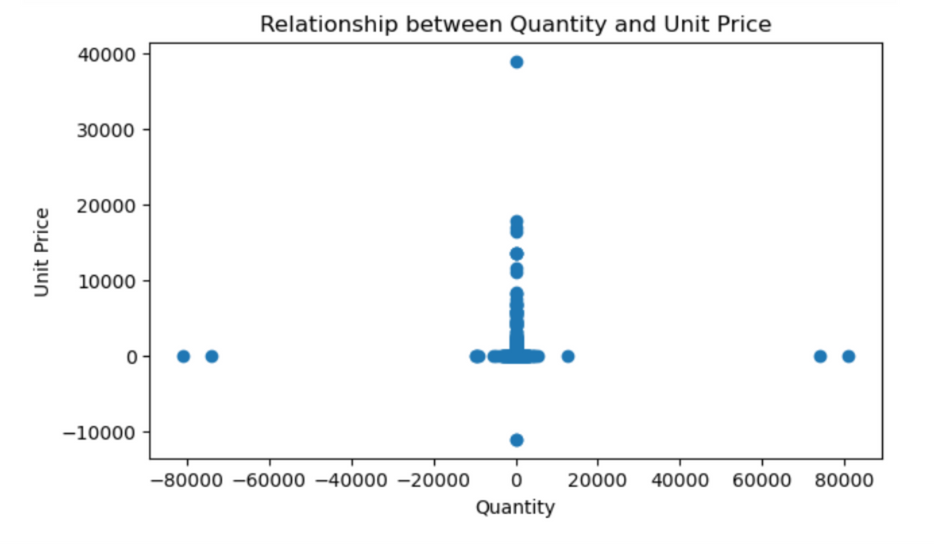 Relationship between Quantity and Unit Price
40000
30000
20000
10000
0
−10000
Unit Price
−80000 −60000 −40000 −20000 0 20000 40000 60000 80000
Quantity